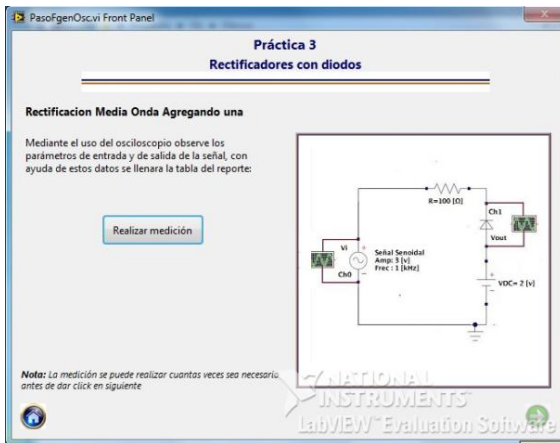 PasoFgenOsc.vi Front Panel
Práctica 3
Rectificadores con diodos
Rectificacion Media Onda Agregando una
Mediante el uso del osciloscopio observe los
parámetros de entrada y de salida de la señal, con
ayuda de estos datos se llenara la tabla del reporte:
Realizar medición
R=100 [Ω]
Ch1
Vout
Vi
Señal Senoidal
Amp: 3 [v]
Frec : 1 [kHz]
Ch0
VDC= 2 [v]
Nota: La medición se puede realizar cuantas veces sea necesario
antes de dar click en siguiente
NATIONAL
INSTRUMENTS
LabVIEW Evaluation Software